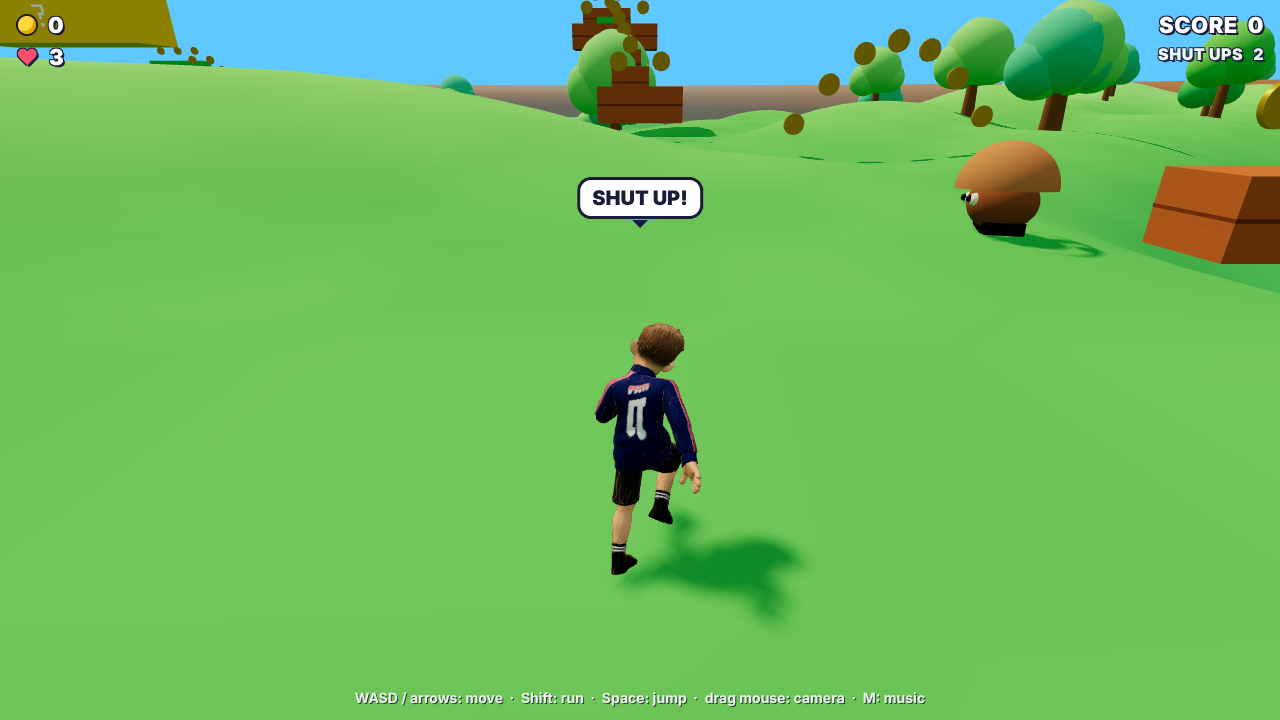 0
3
SCORE 0
SHUT UPS 2
SHUT UP!
WASD / arrows: move · Shift: run · Space: jump · drag mouse: camera · M: music